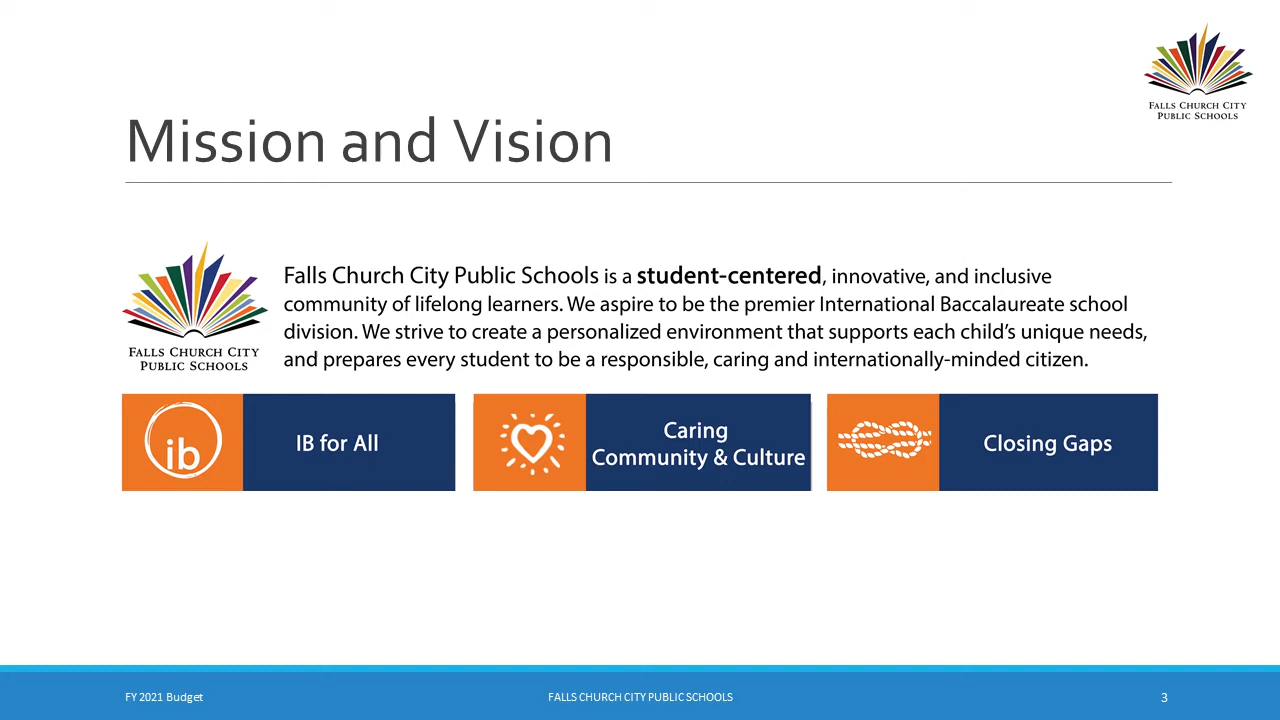 FALLS CHURCH CITY
PUBLIC SCHOOLS
Mission and Vision
FALLS CHURCH CITY
PUBLIC SCHOOLS
Falls Church City Public Schools is a student-centered, innovative, and inclusive
community of lifelong learners. We aspire to be the premier International Baccalaureate school
division. We strive to create a personalized environment that supports each child’s unique needs,
and prepares every student to be a responsible, caring and internationally-minded citizen.
ib
IB for All
Caring
Community & Culture
Closing Gaps
FY 2021 Budget
FALLS CHURCH CITY PUBLIC SCHOOLS
3